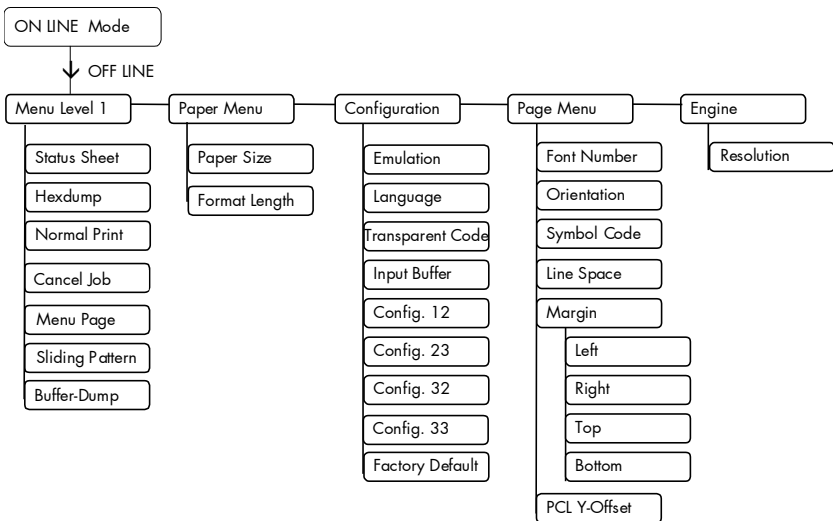 ON LINE Mode
OFF LINE
Menu Level 1
Paper Menu
Configuration
Page Menu
Engine
Status Sheet
Hexdump
Normal Print
Cancel Job
Menu Page
Sliding Pattern
Buffer-Dump
Paper Size
Format Length
Emulation
Language
Transparent Code
Input Buffer
Config. 12
Config. 23
Config. 32
Config. 33
Factory Default
Font Number
Orientation
Symbol Code
Line Space
Margin
Left
Right
Top
Bottom
PCL Y-Offset
Resolution